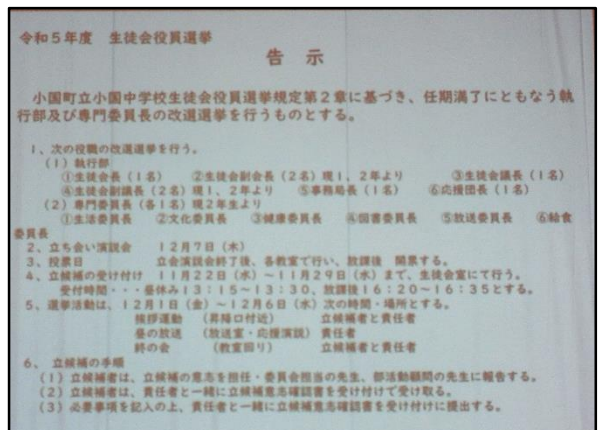 令和5年度　生徒会役員選挙
告　示
小国町立小国中学校生徒会役員選挙規定第2章に基づき、任期満了にともなう執
行部及び専門委員長の改選選挙を行うものとする。
1、次の役職の改選選挙を行う。
(1) 執行部
①生徒会長（1名）　②生徒会副会長（2名）現1，2年より　③生徒会議長（1名）
④生徒会副議長（2名）現1，2年より　⑤事務局長（1名）　⑥応援団長（1名）
(2) 専門委員長（各1名）現2年生より
①生活委員長　②文化委員長　③健康委員長　④図書委員長　⑤放送委員長　⑥給食
委員長
2、立ち会い演説会　12月7日（木）
3、投票日　立会演説会終了後、各教室で行い、放課後　開票する。
4、立候補の受け付け　11月22日（水）～11月29日（水）まで、生徒会室にて行う。
受付時間・・・昼休み13：15～13：30、放課後16：20～16：35とする。
5、選挙活動は、12月1日（金）～12月6日（水）次の時間・場所とする。
挨拶運動　（昇降口付近）　立候補者と責任者
昼の放送　（放送室・応援演説）　責任者
終の会　（教室回り）　立候補者と責任者
6、立候補の手順
(1) 立候補者は、立候補の意志を担任・委員会担当の先生、部活動顧問の先生に報告する。
(2) 立候補者は、責任者と一緒に立候補意志確認書を受け付けで受け取る。
(3) 必要事項を記入の上、責任者と一緒に立候補意志確認書を受け付けに提出する。